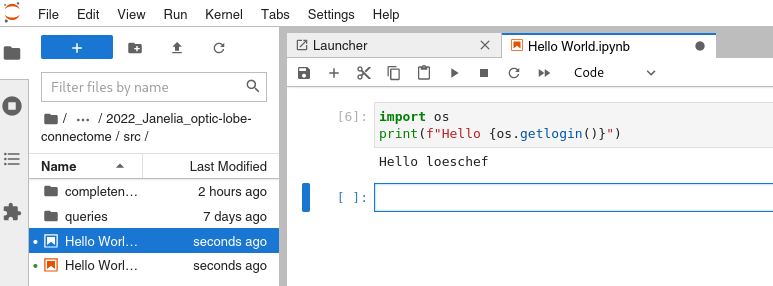 File Edit View Run Kernel Tabs Settings Help
Launcher
Hello World.ipynb
Code
Filter files by name
/ ... / 2022_Janelia_optic-lobe-
connectome / src /
Name Last Modified
completen... 2 hours ago
queries 7 days ago
Hello Worl... seconds ago
Hello Worl... seconds ago
[6]: import os
print(f"Hello {os.getlogin()}")
Hello loeschef
[ ]: